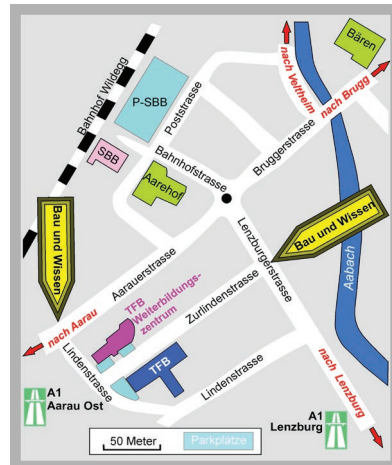 Bären
nach Veltheim
nach Brugg
Bahnhof Wildegg
P-SBB
Poststrasse
SBB
Bahnhofstrasse
Bruggerstrasse
Aarehof
Bau und Wissen
Bau und Wissen
Aarauerstrasse
Lenzburgerstrasse
Aabach
TFB
Weiterbildungs-
zentrum
Zurlindenstrasse
nach Aarau
Lindenstrasse
TFB
Lindenstrasse
nach Lenzburg
A1
Aarau Ost
A1
Lenzburg
50 Meter
Parkplätze